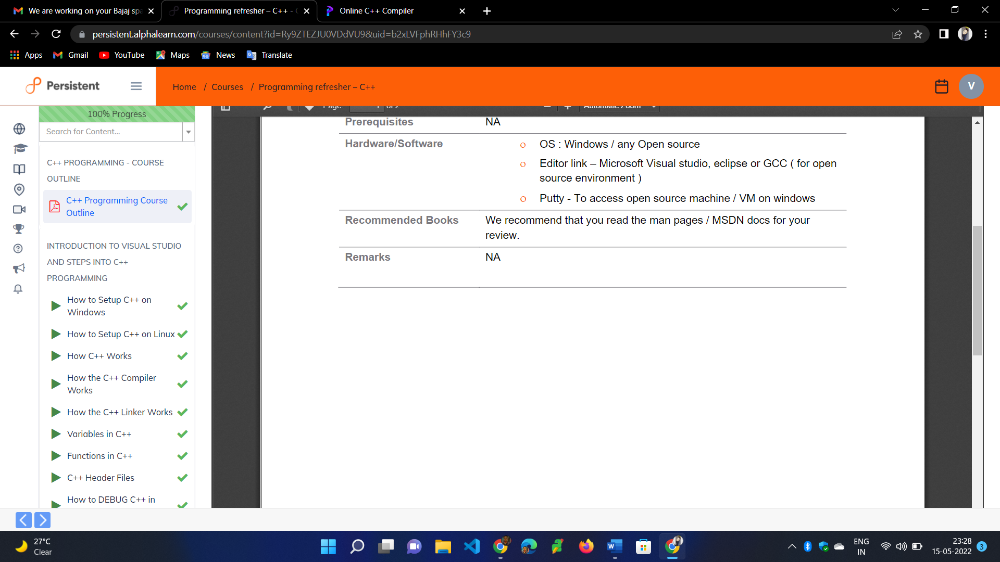 We are working on your Bajaj spa
Programming refresher – C++ -
Online C++ Compiler
persistent.alphalearn.com/courses/content?id=Ry9ZTEZJU0VDdVU9&uid=b2xLVFphRHhFY3c9
Apps
Gmail
YouTube
Maps
News
Translate
Persistent
Home / Courses / Programming refresher – C++
V
100% Progress
Search for Content...
C++ PROGRAMMING - COURSE
OUTLINE
C++ Programming Course
Outline
INTRODUCTION TO VISUAL STUDIO
AND STEPS INTO C++
PROGRAMMING
How to Setup C++ on
Windows
How to Setup C++ on Linux
How C++ Works
How the C++ Compiler
Works
How the C++ Linker Works
Variables in C++
Functions in C++
C++ Header Files
How to DEBUG C++ in
Page: 1 of 2
Automatic Zoom
Prerequisites NA
Hardware/Software
o OS : Windows / any Open source
o Editor link – Microsoft Visual studio, eclipse or GCC ( for open
source environment )
o Putty - To access open source machine / VM on windows
Recommended Books We recommend that you read the man pages / MSDN docs for your
review.
Remarks NA
27°C
Clear
ENG
IN
23:28
15-05-2022
3